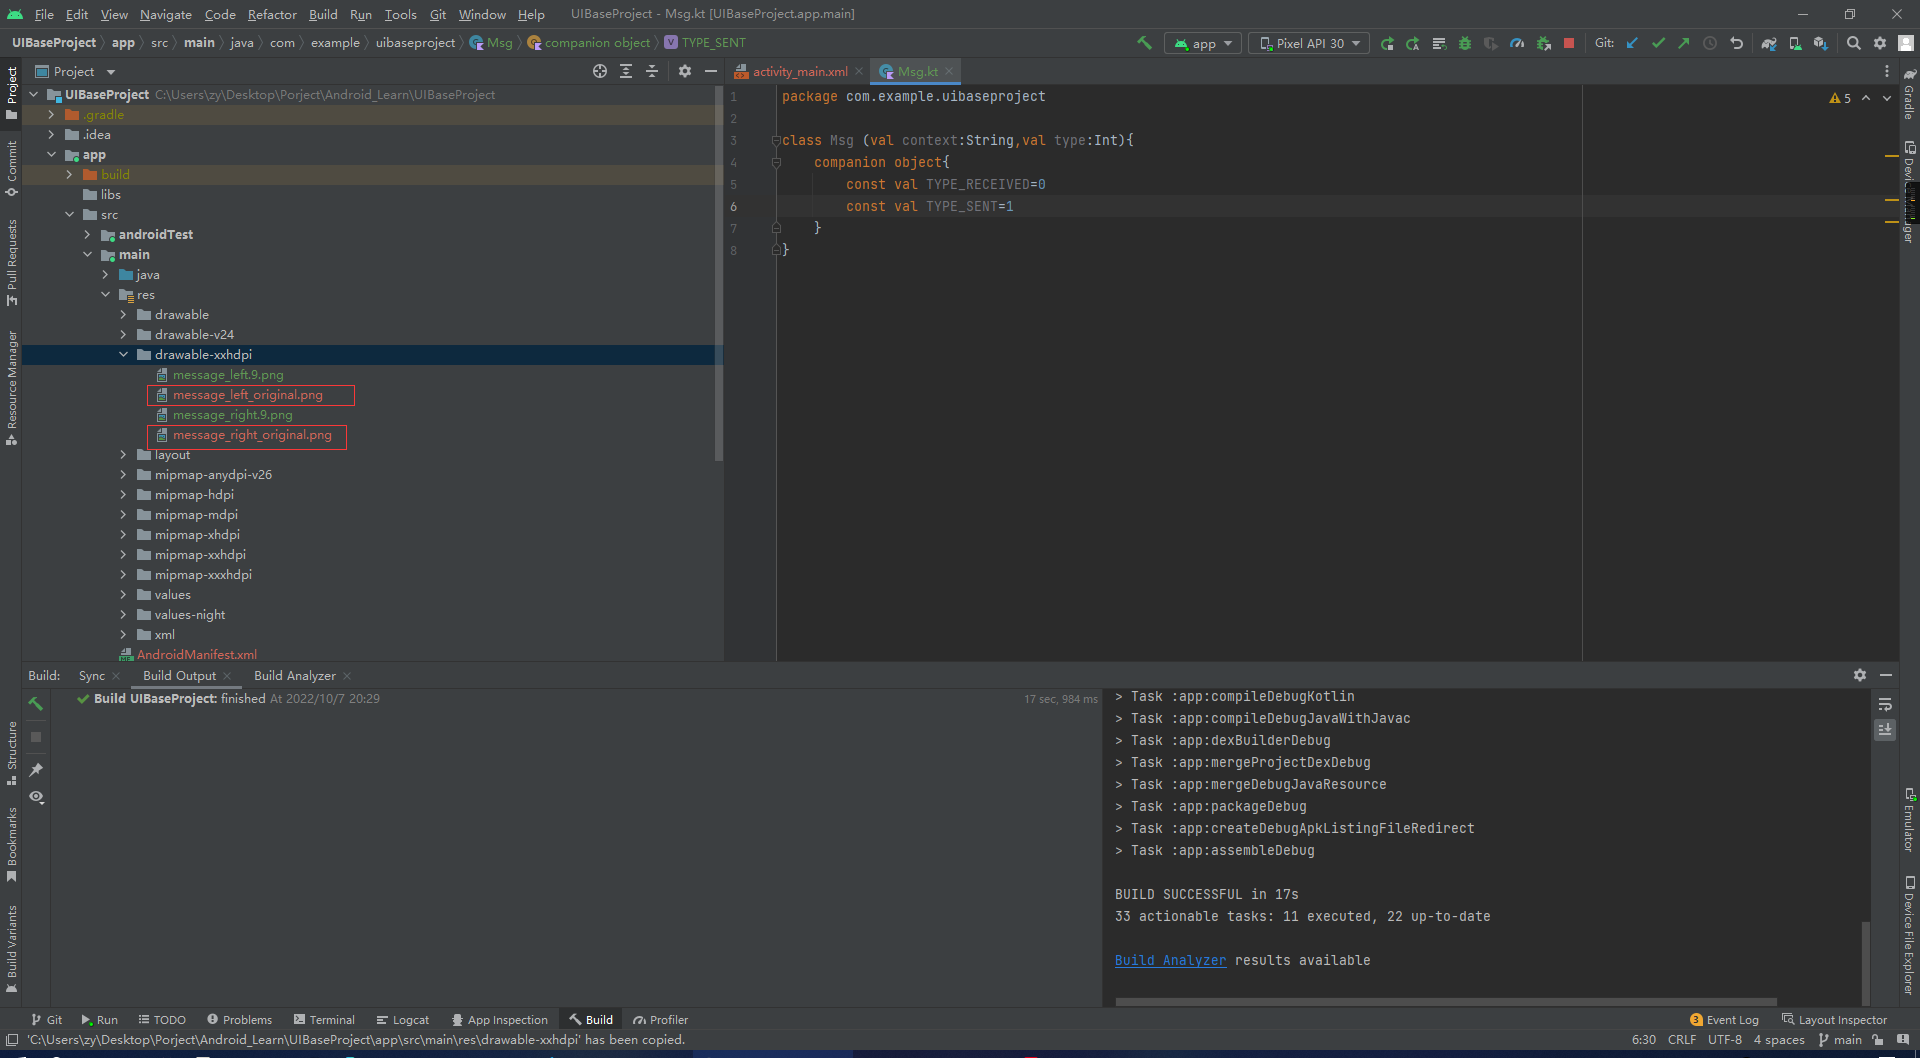 File Edit View Navigate Code Refactor Build Run Tools Git Window Help UIBaseProject - Msg.kt [UIBaseProject.app.main]
UIBaseProject app src main java com example uibaseproject Msg companion object TYPE_SENT app Pixel API 30 Git:
Project
activity_main.xml Msg.kt
UIBaseProject C:\Users\zy\Desktop\Porject\Android_Learn\UIBaseProject
.gradle
.idea
app
build
libs
src
androidTest
main
java
res
drawable
drawable-v24
drawable-xxhdpi
message_left.9.png
message_left_original.png
message_right.9.png
message_right_original.png
layout
mipmap-anydpi-v26
mipmap-hdpi
mipmap-mdpi
mipmap-xhdpi
mipmap-xxhdpi
mipmap-xxxhdpi
values
values-night
xml
AndroidManifest.xml
1 package com.example.uibaseproject
2
3 class Msg (val context:String,val type:Int){
4 companion object{
5 const val TYPE_RECEIVED=0
6 const val TYPE_SENT=1
7 }
8 }
5
Project
Commit
Pull Requests
Resource Manager
Structure
Bookmarks
Build Variants
Gradle
Emulator
Device File Explorer
Build: Sync Build Output Build Analyzer
Build UIBaseProject: finished At 2022/10/7 20:29 17 sec, 984 ms
> Task :app:compileDebugKotlin
> Task :app:compileDebugJavaWithJavac
> Task :app:dexBuilderDebug
> Task :app:mergeProjectDexDebug
> Task :app:mergeDebugJavaResource
> Task :app:packageDebug
> Task :app:createDebugApkListingFileRedirect
> Task :app:assembleDebug
BUILD SUCCESSFUL in 17s
33 actionable tasks: 11 executed, 22 up-to-date
Build Analyzer results available
Git Run TODO Problems Terminal Logcat App Inspection Build Profiler 3 Event Log Layout Inspector
'C:\Users\zy\Desktop\Porject\Android_Learn\UIBaseProject\app\src\main\res\drawable-xxhdpi' has been copied. 6:30 CRLF UTF-8 4 spaces main